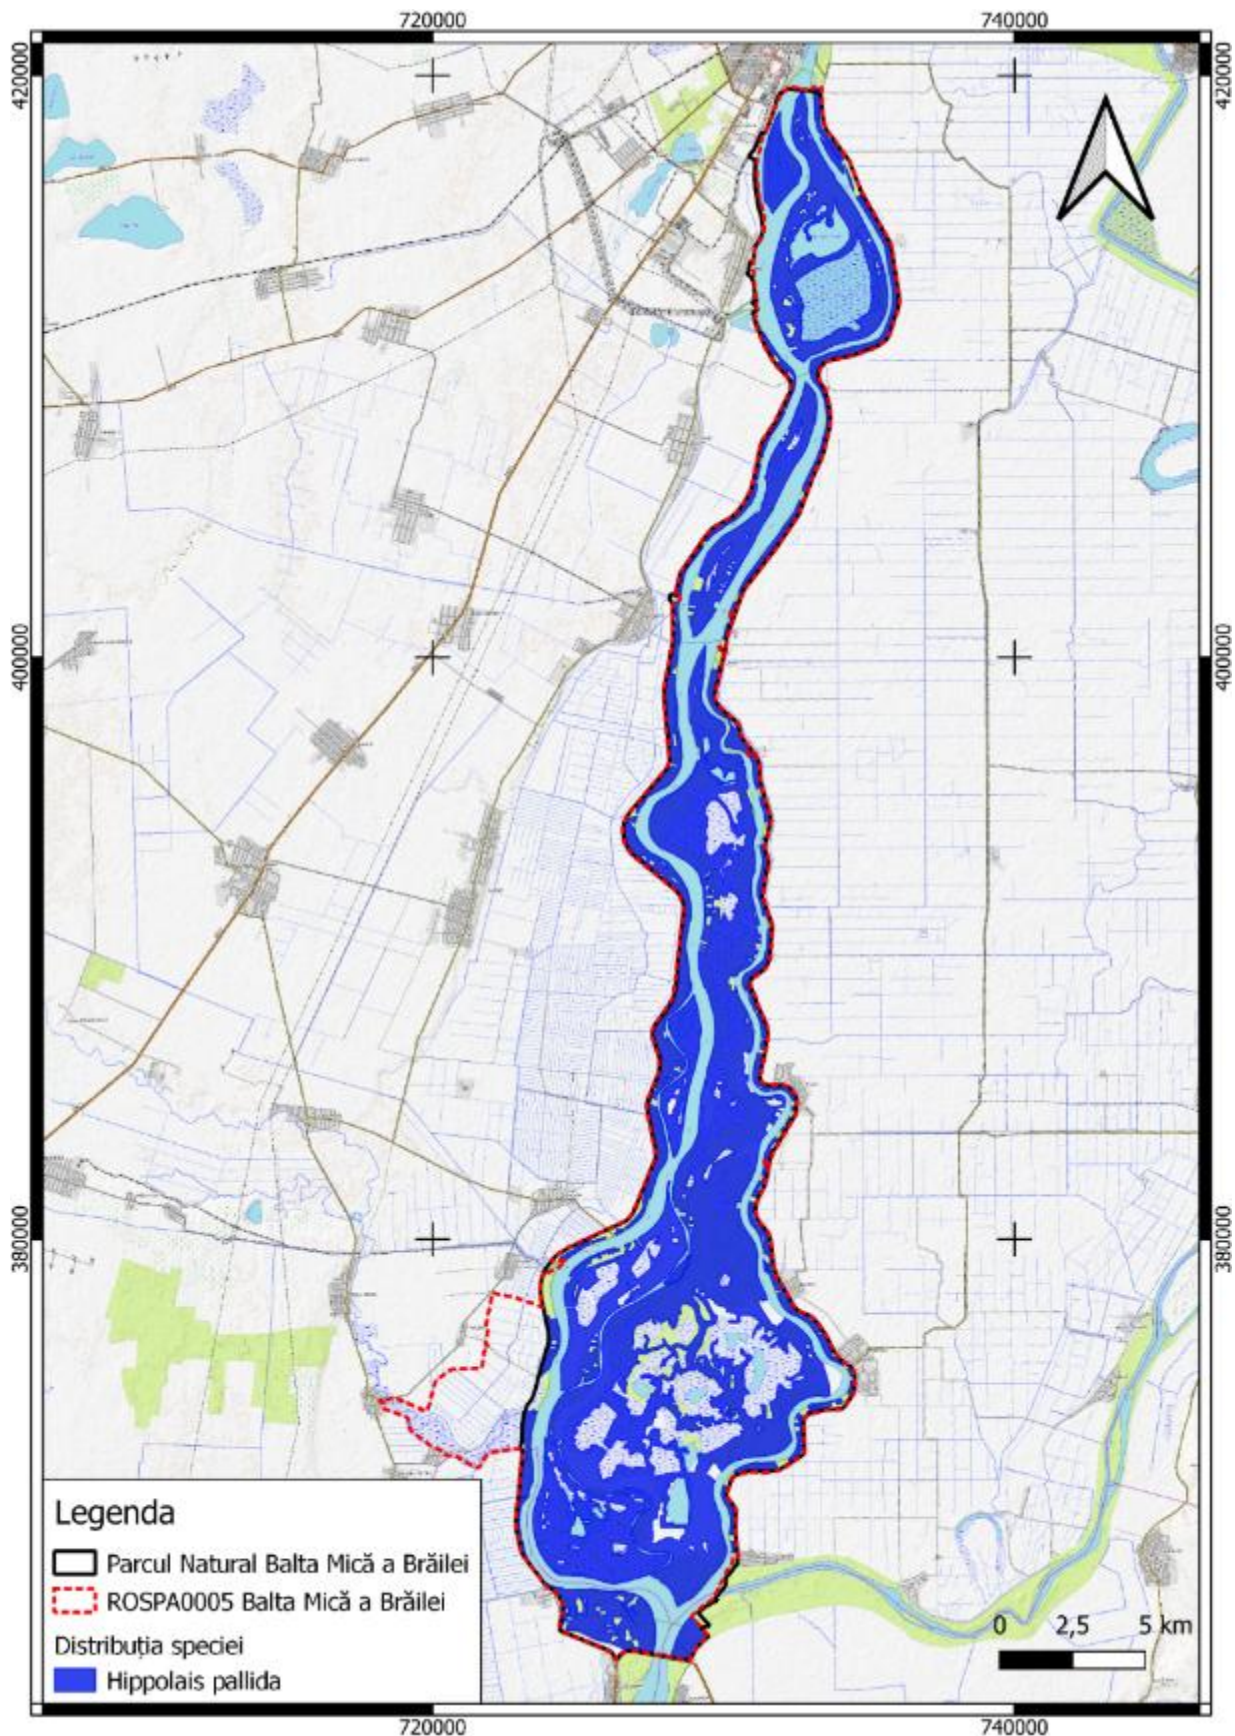 720000
740000
420000
420000
400000
400000
380000
380000
Legenda
Parcul Natural Balta Mică a Brăilei
ROSPA0005 Balta Mică a Brăilei
Distribuția speciei
Hippolais pallida
0 2,5 5 km
720000
740000